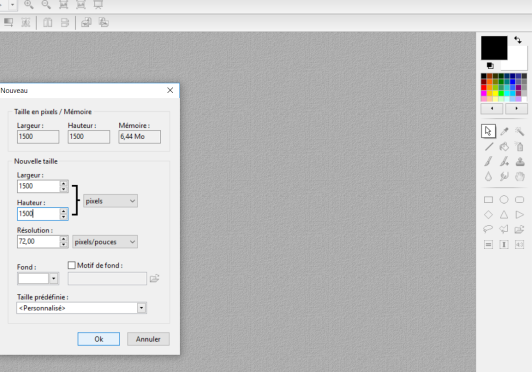 Nouveau
Taille en pixels / Mémoire
Largeur : Hauteur : Mémoire :
1500 1500 6,44 Mo
Nouvelle taille
Largeur :
1500
pixels
Hauteur :
1500
Résolution :
72,00 pixels/pouces
Fond : Motif de fond :
Taille prédéfinie :
<Personnalisé>
Ok Annuler